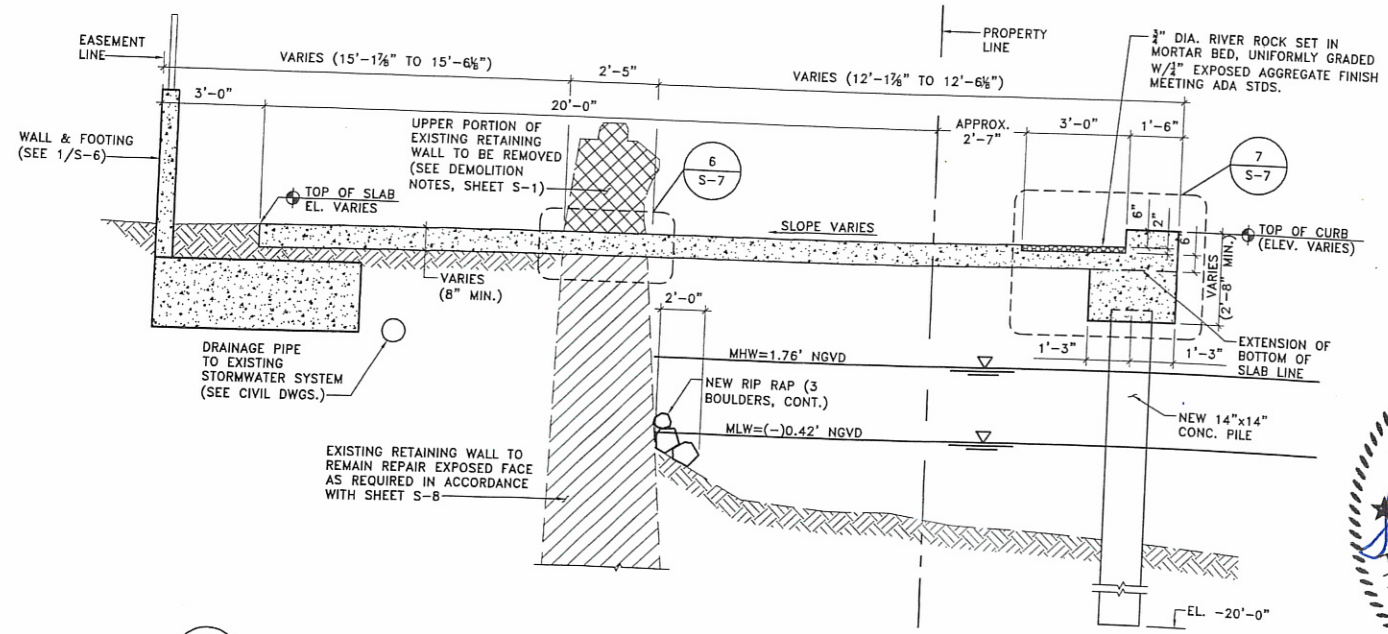 EASEMENT
LINE
VARIES (15'-1⅞" TO 15'-6⅛")
2'-5"
VARIES (12'-1⅞" TO 12'-6⅛")
PROPERTY
LINE
¾" DIA. RIVER ROCK SET IN
MORTAR BED, UNIFORMLY GRADED
W/¼" EXPOSED AGGREGATE FINISH
MEETING ADA STDS.
3'-0"
20'-0"
APPROX.
2'-7"
3'-0"
1'-6"
WALL & FOOTING
(SEE 1/S-6)
UPPER PORTION OF
EXISTING RETAINING
WALL TO BE REMOVED
(SEE DEMOLITION
NOTES, SHEET S-1)
6
S-7
7
S-7
TOP OF SLAB
EL. VARIES
SLOPE VARIES
6"
2"
6"
VARIES
(2'-8" MIN.)
TOP OF CURB
(ELEV. VARIES)
VARIES
(8" MIN.)
2'-0"
DRAINAGE PIPE
TO EXISTING
STORMWATER SYSTEM
(SEE CIVIL DWGS.)
MHW=1.76' NGVD
1'-3"
1'-3"
EXTENSION OF
BOTTOM OF
SLAB LINE
NEW RIP RAP (3
BOULDERS, CONT.)
MLW=(-)0.42' NGVD
NEW 14"x14"
CONC. PILE
EXISTING RETAINING WALL TO
REMAIN REPAIR EXPOSED FACE
AS REQUIRED IN ACCORDANCE
WITH SHEET S-8
EL. -20'-0"